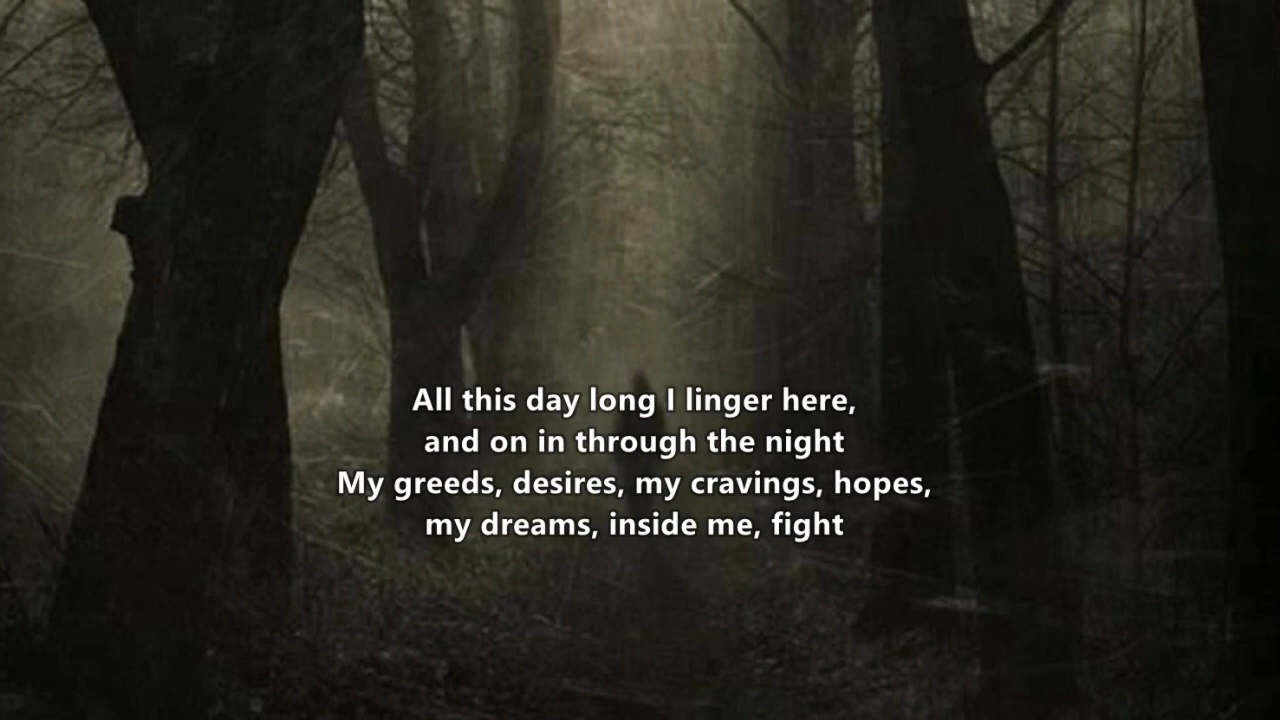 All this day long I linger here,
and on in through the night
My greeds, desires, my cravings, hopes,
my dreams, inside me, fight